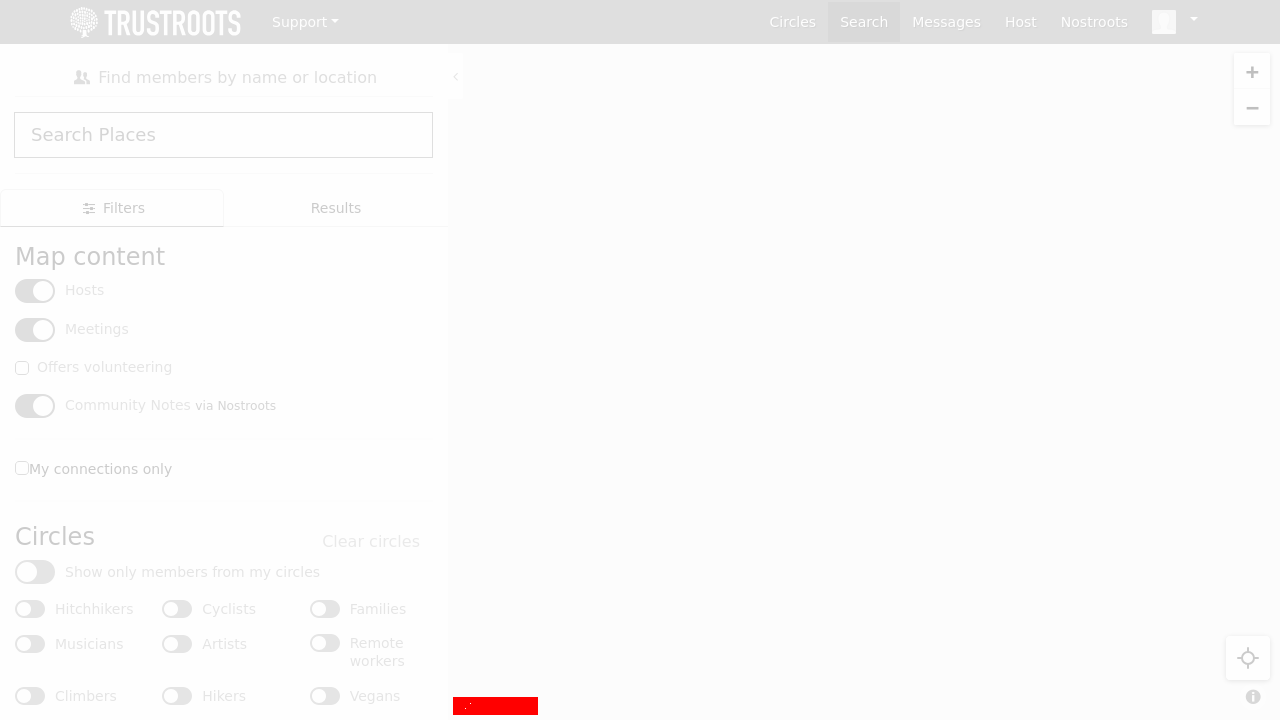 TRUSTROOTS
Support
Circles
Search
Messages
Host
Nostroots
Find members by name or location
Search Places
Filters
Results
Map content
Hosts
Meetings
Offers volunteering
Community Notes via Nostroots
My connections only
Circles
Clear circles
Show only members from my circles
Hitchhikers
Cyclists
Families
Musicians
Artists
Remote
workers
Climbers
Hikers
Vegans